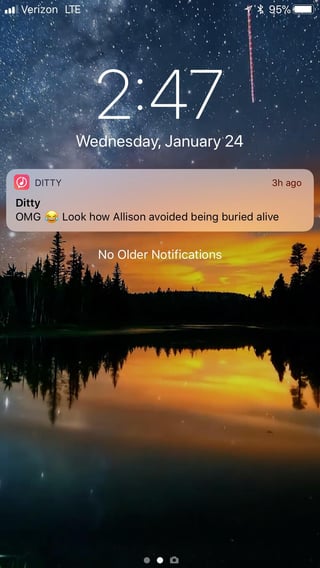 Verizon LTE 95%
2:47
Wednesday, January 24
DITTY 3h ago
Ditty
OMG 😂 Look how Allison avoided being buried alive
No Older Notifications